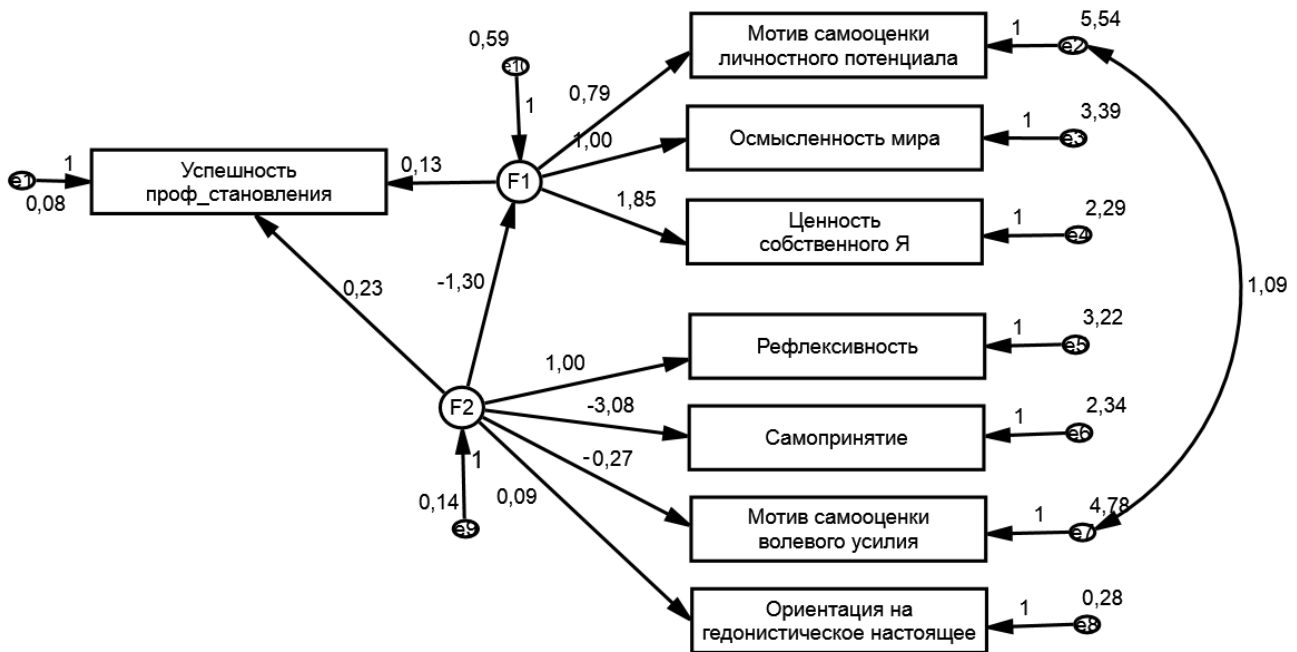 5,54
0,59
1
Мотив самооценки
личностного потенциала
e2
e10
0,79
1
3,39
1,00
Осмысленность мира
1
e3
1
Успешность
проф_становления
0,13
F1
e1
0,08
1,85
Ценность
собственного Я
1
2,29
e4
-1,30
0,23
1,09
3,22
1
Рефлексивность
e5
1,00
F2
-3,08
Самопринятие
1
2,34
e6
1
-0,27
0,14
0,09
e9
Мотив самооценки
волевого усилия
1
4,78
e7
Ориентация на
гедонистическое настоящее
1
0,28
e8